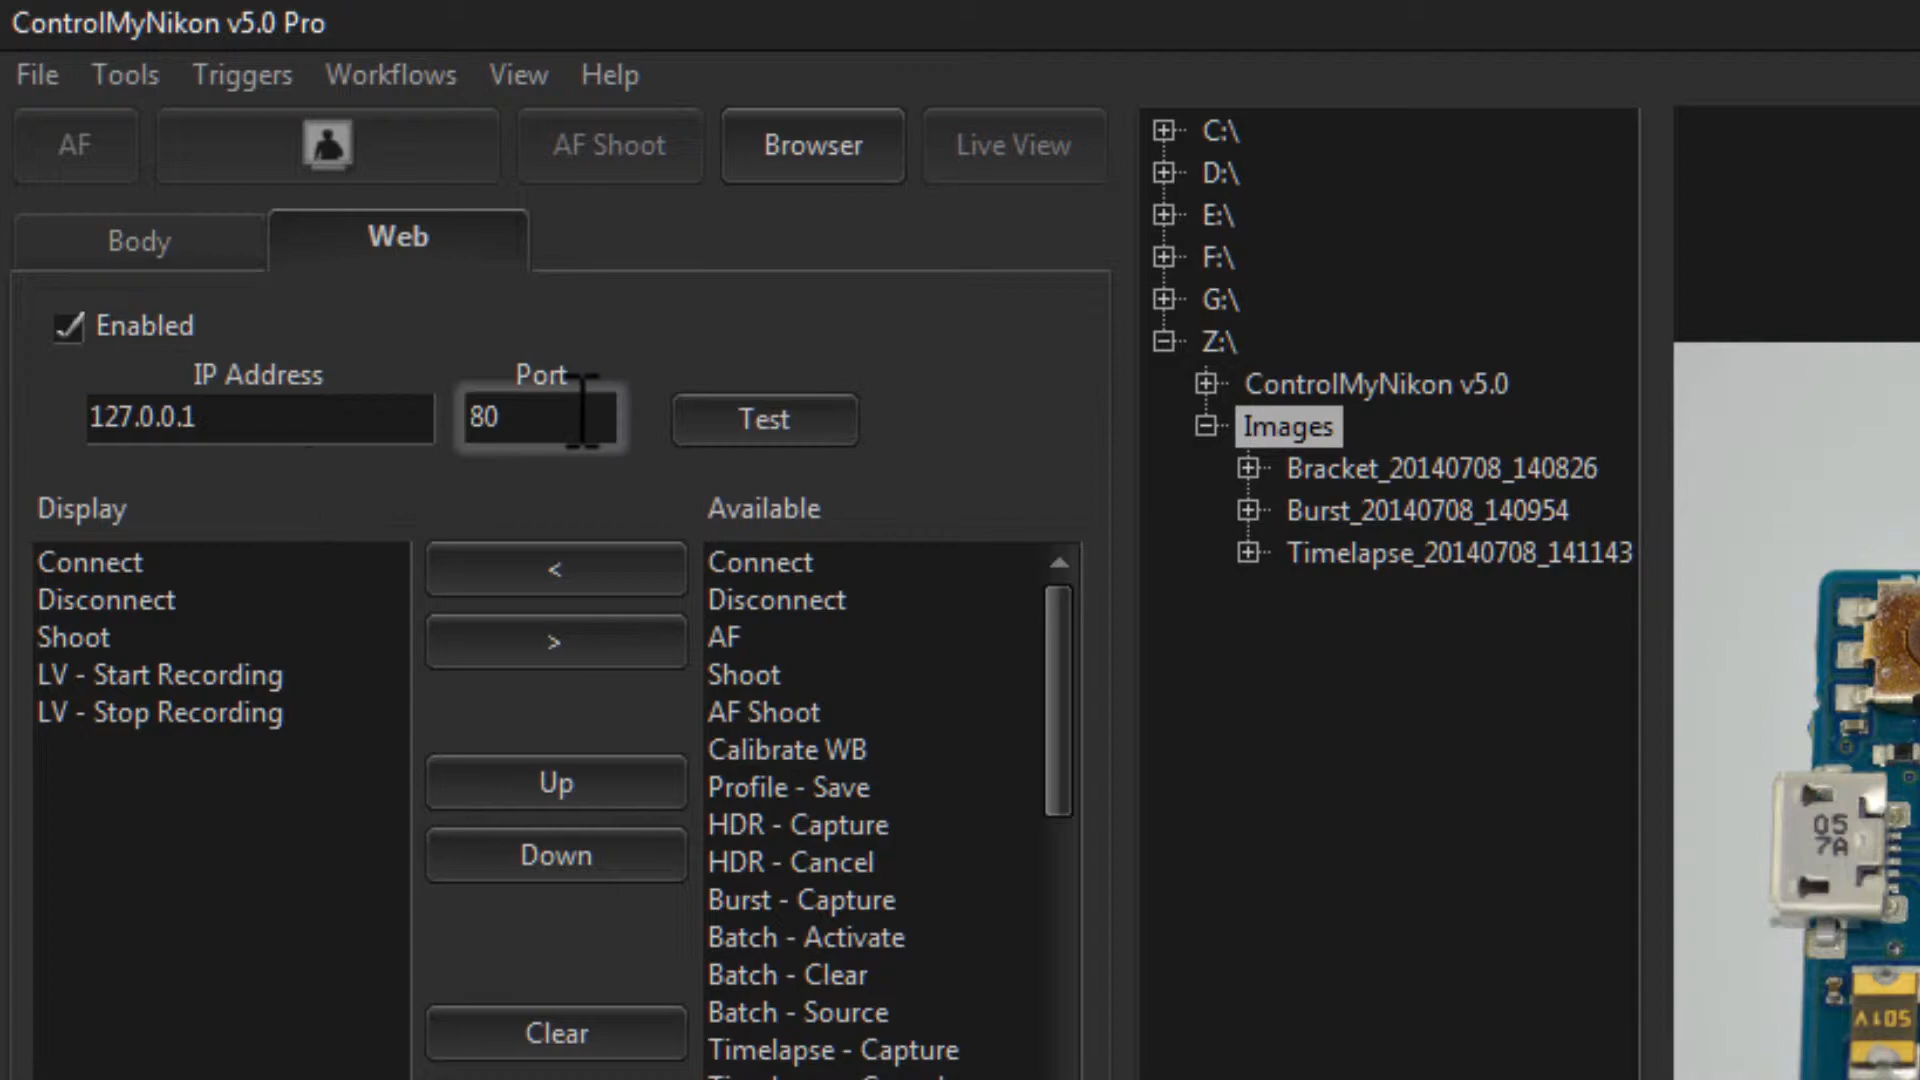 ControlMyNikon v5.0 Pro
File Tools Triggers Workflows View Help
AF AF Shoot Browser Live View
Body Web
Enabled
IP Address Port
127.0.0.1 80 Test
Display
Connect
Disconnect
Shoot
LV - Start Recording
LV - Stop Recording
<
>
Up
Down
Clear
Available
Connect
Disconnect
AF
Shoot
AF Shoot
Calibrate WB
Profile - Save
HDR - Capture
HDR - Cancel
Burst - Capture
Batch - Activate
Batch - Clear
Batch - Source
Timelapse - Capture
C:\
D:\
E:\
F:\
G:\
Z:\
ControlMyNikon v5.0
Images
Bracket_20140708_140826
Burst_20140708_140954
Timelapse_20140708_141143
05
7A